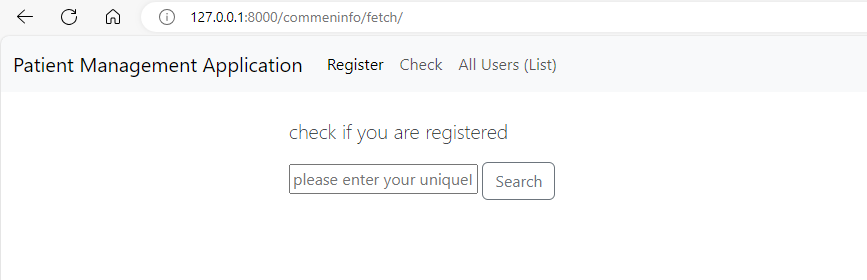 127.0.0.1:8000/commeninfo/fetch/
Patient Management Application Register Check All Users (List)
check if you are registered
please enter your uniqueI Search